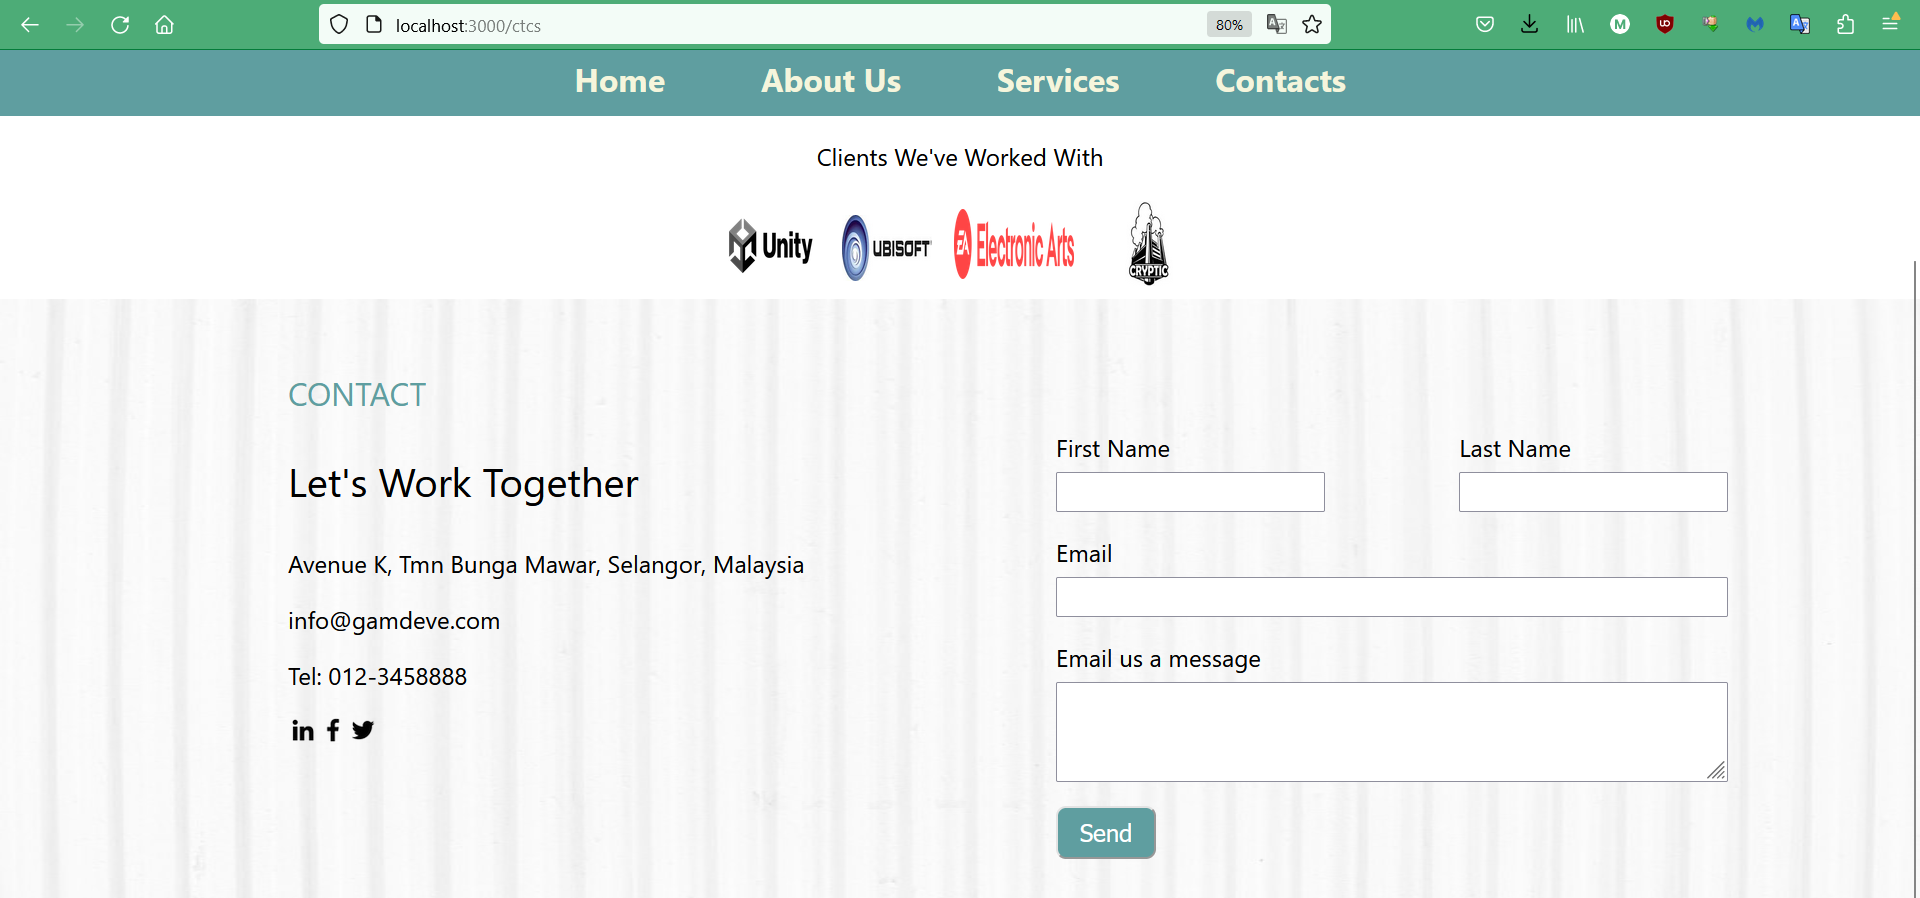 localhost:3000/ctcs
80%
Home About Us Services Contacts
Clients We've Worked With
Unity UBISOFT EA Electronic Arts CRYPTIC
CONTACT
Let's Work Together
Avenue K, Tmn Bunga Mawar, Selangor, Malaysia
info@gamdeve.com
Tel: 012-3458888
in f
First Name Last Name
Email
Email us a message
Send